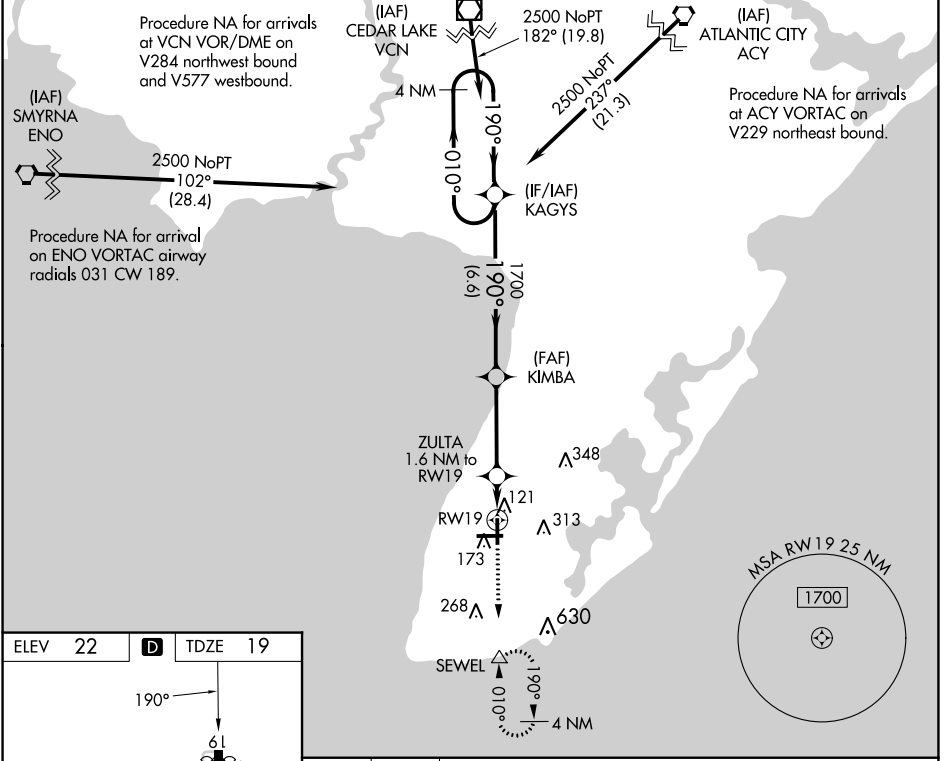 Procedure NA for arrivals
at VCN VOR/DME on
V284 northwest bound
and V577 westbound.
(IAF)
CEDAR LAKE
VCN
2500 NoPT
182° (19.8)
(IAF)
ATLANTIC CITY
ACY
2500 NoPT
237°
(21.3)
Procedure NA for arrivals
at ACY VORTAC on
V229 northeast bound.
4 NM
190°
010°
(IAF)
SMYRNA
ENO
2500 NoPT
102°
(28.4)
Procedure NA for arrival
on ENO VORTAC airway
radials 031 CW 189.
(IF/IAF)
KAGYS
1700
190°
(6.6)
(FAF)
KIMBA
ZULTA
1.6 NM to
RW19
348
121
RW19
313
173
268
630
SEWEL
010°
190°
4 NM
MSA RW19 25 NM
1700
ELEV 22
D
TDZE 19
190°
19